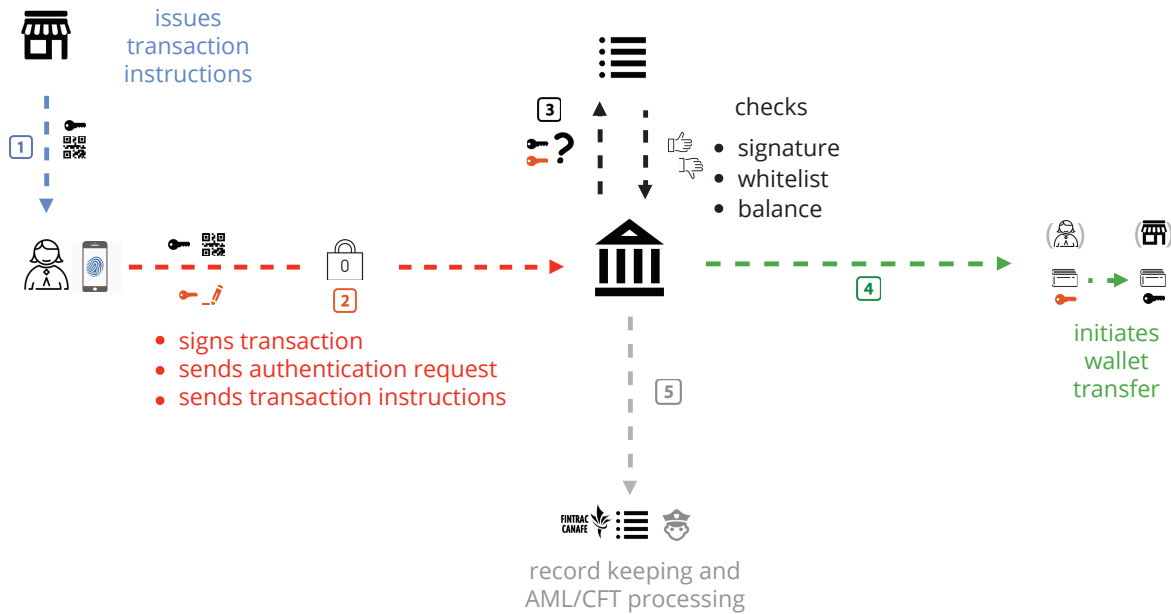 issues
transaction
instructions
1
3
?
checks
• signature
• whitelist
• balance
0
2
4
• signs transaction
• sends authentication request
• sends transaction instructions
initiates
wallet
transfer
5
FINTRAC
CANAFE
record keeping and
AML/CFT processing